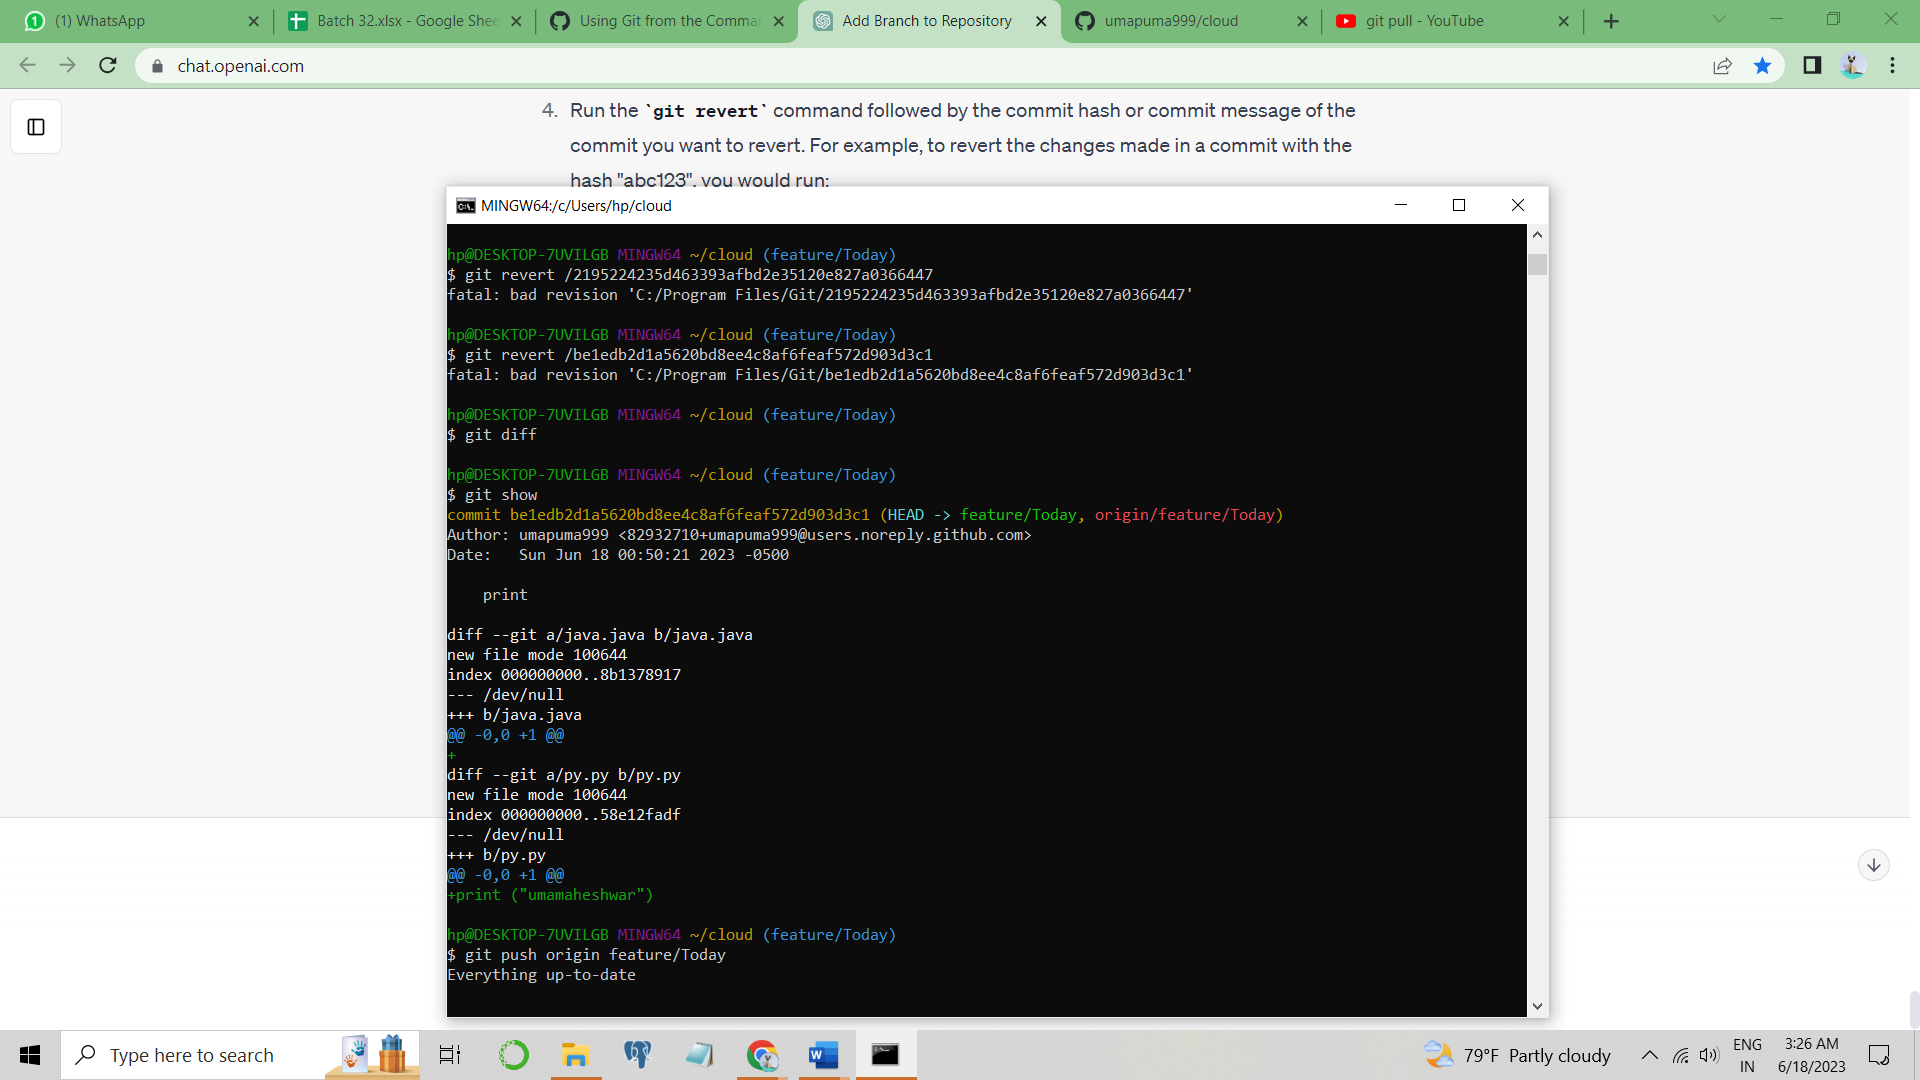 (1) WhatsApp
Batch 32.xlsx - Google Shee
Using Git from the Comman
Add Branch to Repository
umapuma999/cloud
git pull - YouTube
chat.openai.com
4. Run the `git revert` command followed by the commit hash or commit message of the
commit you want to revert. For example, to revert the changes made in a commit with the
hash "abc123", you would run:
MINGW64:/c/Users/hp/cloud
hp@DESKTOP-7UVILGB MINGW64 ~/cloud (feature/Today)
$ git revert /2195224235d463393afbd2e35120e827a0366447
fatal: bad revision 'C:/Program Files/Git/2195224235d463393afbd2e35120e827a0366447'
hp@DESKTOP-7UVILGB MINGW64 ~/cloud (feature/Today)
$ git revert /be1edb2d1a5620bd8ee4c8af6feaf572d903d3c1
fatal: bad revision 'C:/Program Files/Git/be1edb2d1a5620bd8ee4c8af6feaf572d903d3c1'
hp@DESKTOP-7UVILGB MINGW64 ~/cloud (feature/Today)
$ git diff
hp@DESKTOP-7UVILGB MINGW64 ~/cloud (feature/Today)
$ git show
commit be1edb2d1a5620bd8ee4c8af6feaf572d903d3c1 (HEAD -> feature/Today, origin/feature/Today)
Author: umapuma999 <82932710+umapuma999@users.noreply.github.com>
Date:   Sun Jun 18 00:50:21 2023 -0500
print
diff --git a/java.java b/java.java
new file mode 100644
index 000000000..8b1378917
--- /dev/null
+++ b/java.java
@@ -0,0 +1 @@
+
diff --git a/py.py b/py.py
new file mode 100644
index 000000000..58e12fadf
--- /dev/null
+++ b/py.py
@@ -0,0 +1 @@
+print ("umamaheshwar")
hp@DESKTOP-7UVILGB MINGW64 ~/cloud (feature/Today)
$ git push origin feature/Today
Everything up-to-date
Type here to search
79°F Partly cloudy
ENG
IN
3:26 AM
6/18/2023